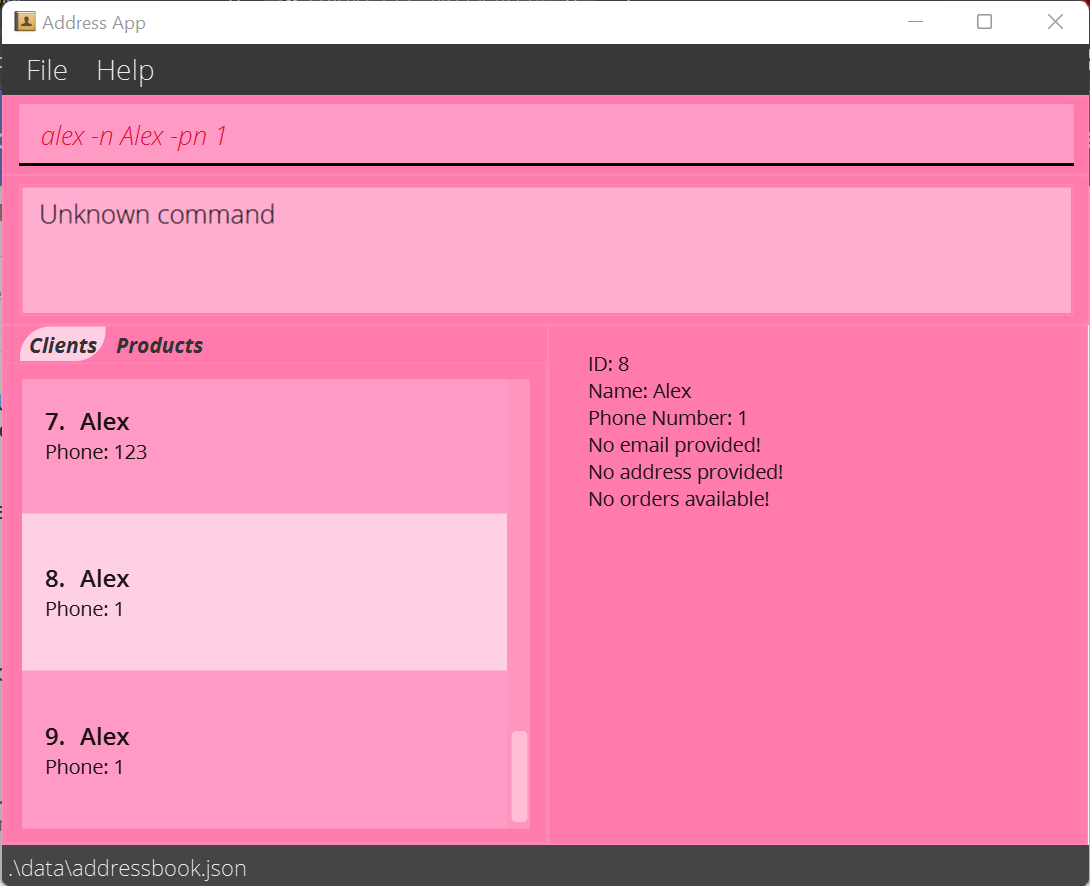 Address App
File Help
alex -n Alex -pn 1
Unknown command
Clients Products
7. Alex
Phone: 123
8. Alex
Phone: 1
9. Alex
Phone: 1
ID: 8
Name: Alex
Phone Number: 1
No email provided!
No address provided!
No orders available!
.\data\addressbook.json